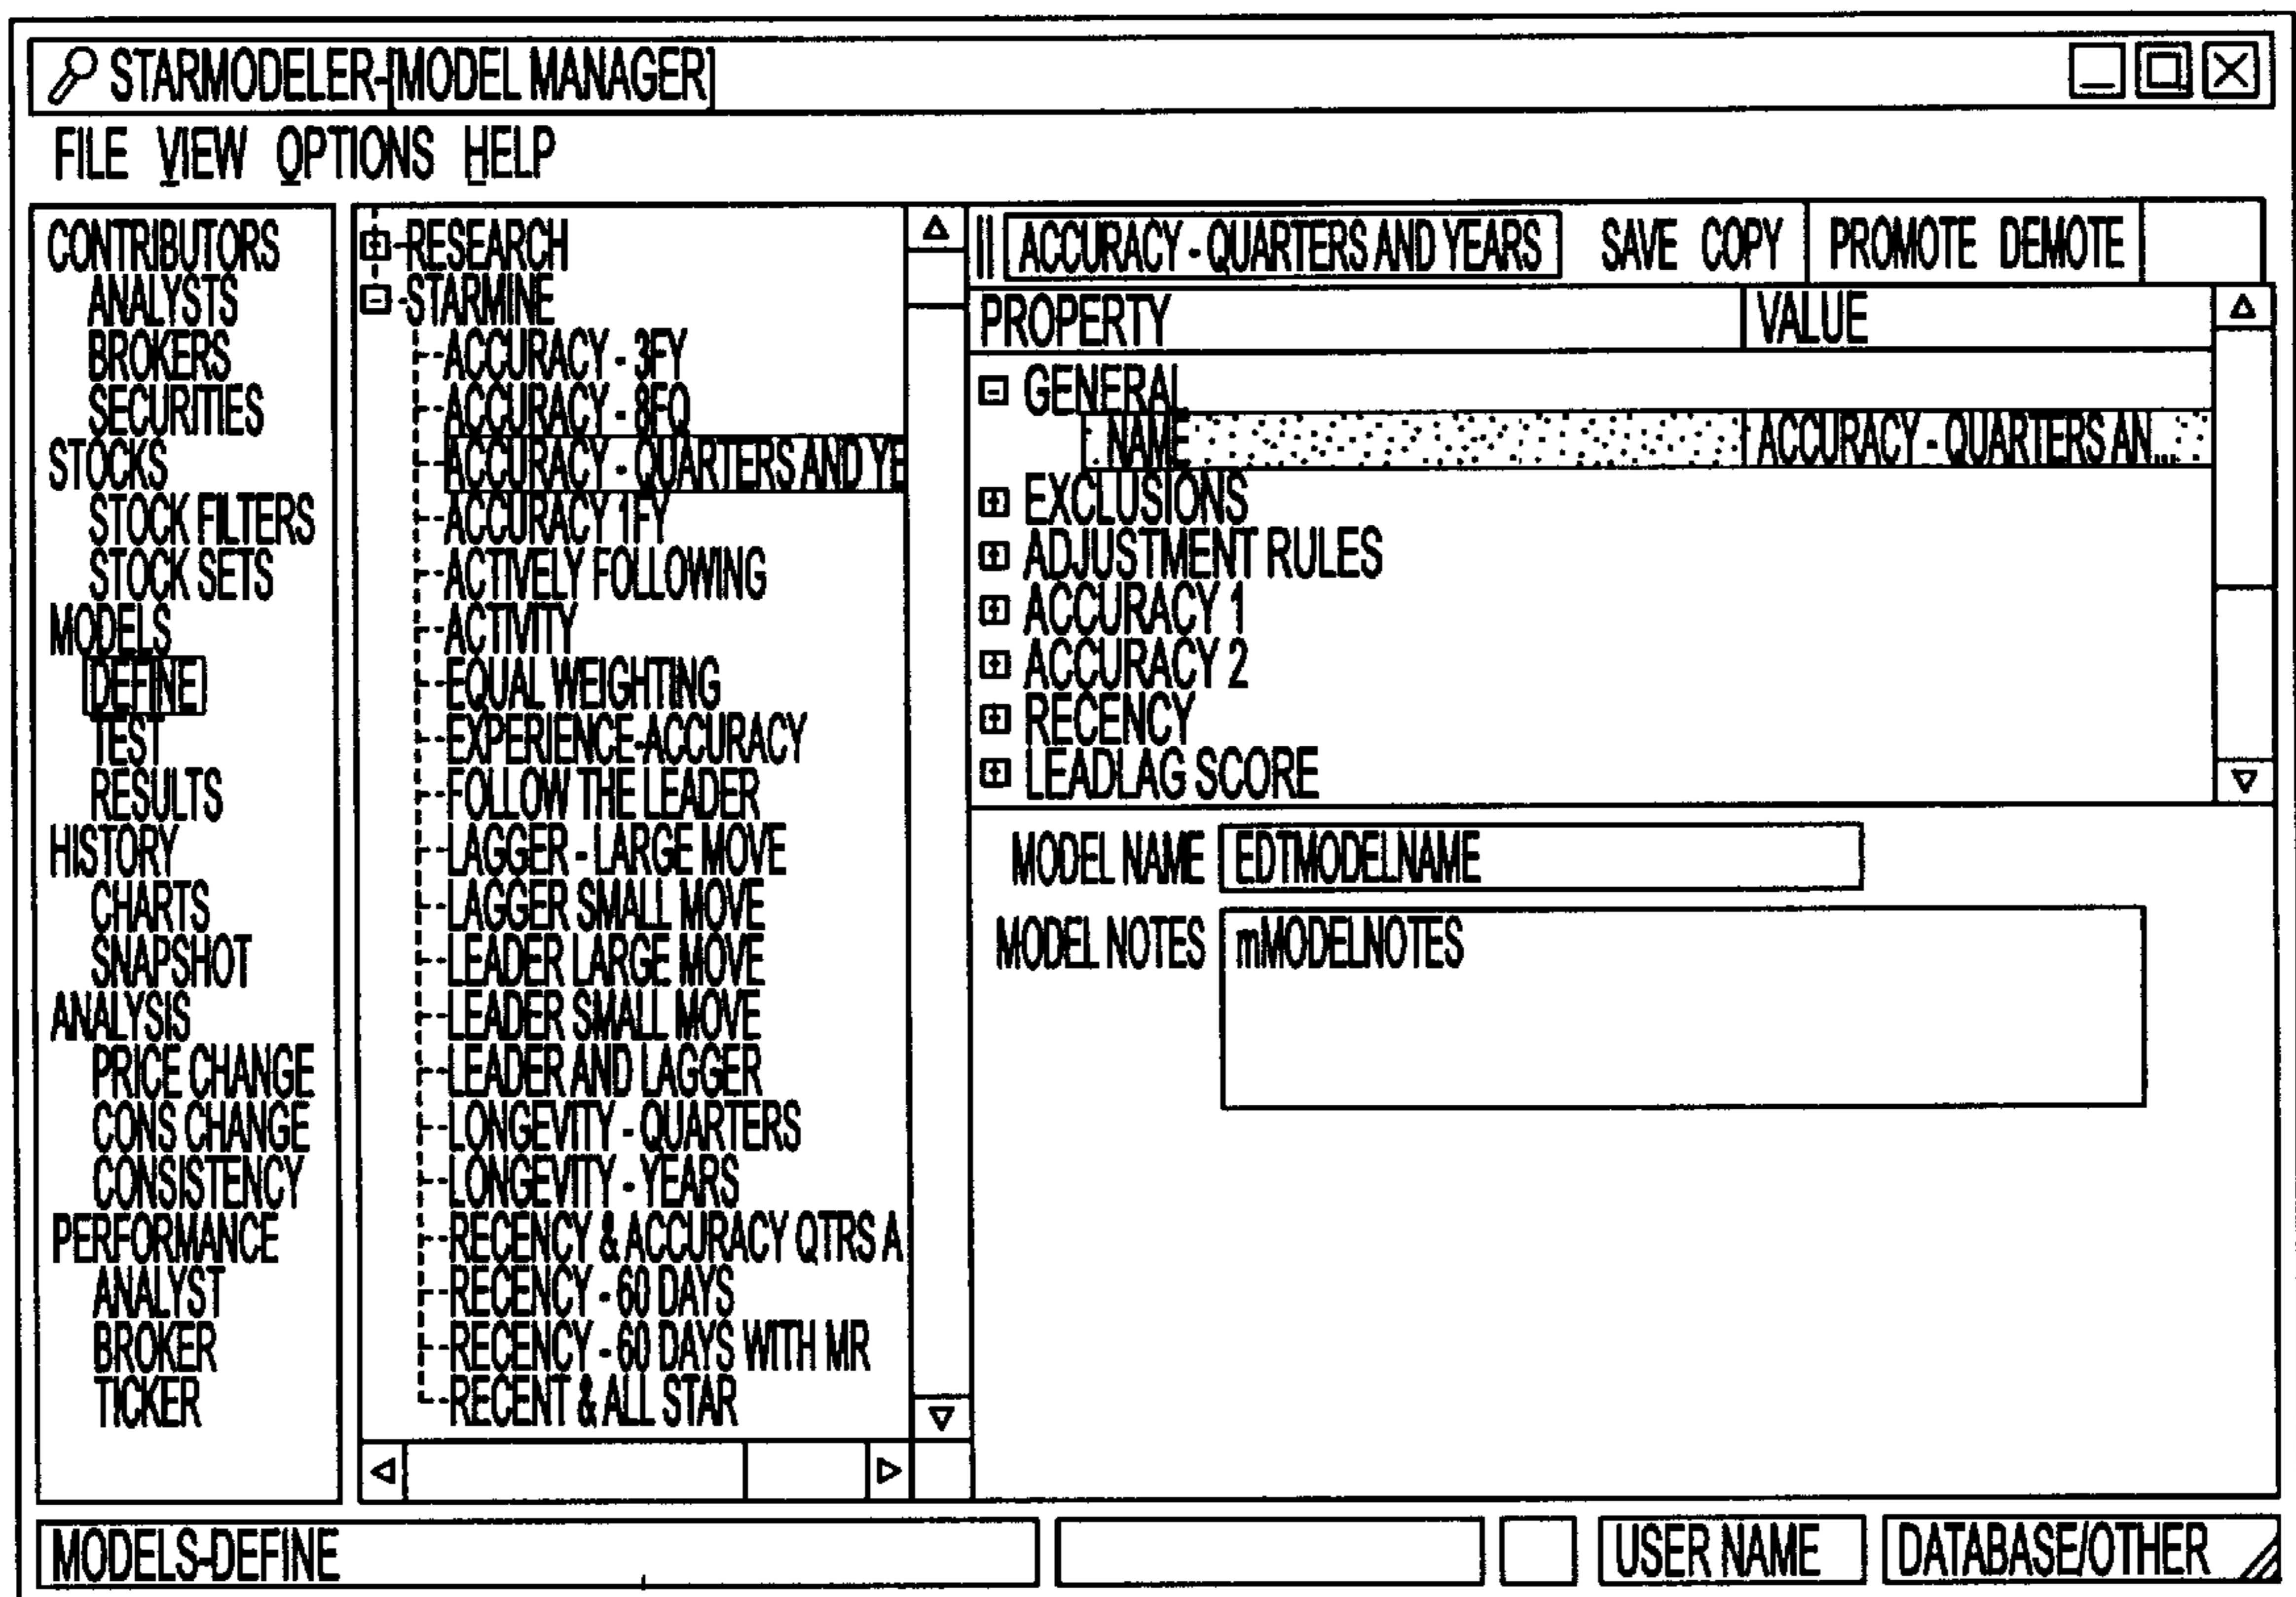 STARMODELER-[MODEL MANAGER]
FILE VIEW OPTIONS HELP
CONTRIBUTORS
ANALYSTS
BROKERS
SECURITIES
STOCKS
STOCK FILTERS
STOCK SETS
MODELS
DEFINE
TEST
RESULTS
HISTORY
CHARTS
SNAPSHOT
ANALYSIS
PRICE CHANGE
CONS CHANGE
CONSISTENCY
PERFORMANCE
ANALYST
BROKER
TICKER
RESEARCH
STARMINE
ACCURACY - 3FY
ACCURACY - 8FQ
ACCURACY - QUARTERS AND YE
ACCURACY 1FY
ACTIVELY FOLLOWING
ACTIVITY
EQUAL WEIGHTING
EXPERIENCE-ACCURACY
FOLLOW THE LEADER
LAGGER - LARGE MOVE
LAGGER SMALL MOVE
LEADER LARGE MOVE
LEADER SMALL MOVE
LEADER AND LAGGER
LONGEVITY - QUARTERS
LONGEVITY - YEARS
RECENCY & ACCURACY QTRS A
RECENCY - 60 DAYS
RECENCY - 60 DAYS WITH MR
RECENT & ALL STAR
ACCURACY - QUARTERS AND YEARS SAVE COPY PROMOTE DEMOTE
PROPERTY VALUE
GENERAL
NAME ACCURACY - QUARTERS AN...
EXCLUSIONS
ADJUSTMENT RULES
ACCURACY 1
ACCURACY 2
RECENCY
LEADLAG SCORE
MODEL NAME EDTMODELNAME
MODEL NOTES mMODELNOTES
MODELS-DEFINE USER NAME DATABASE/OTHER